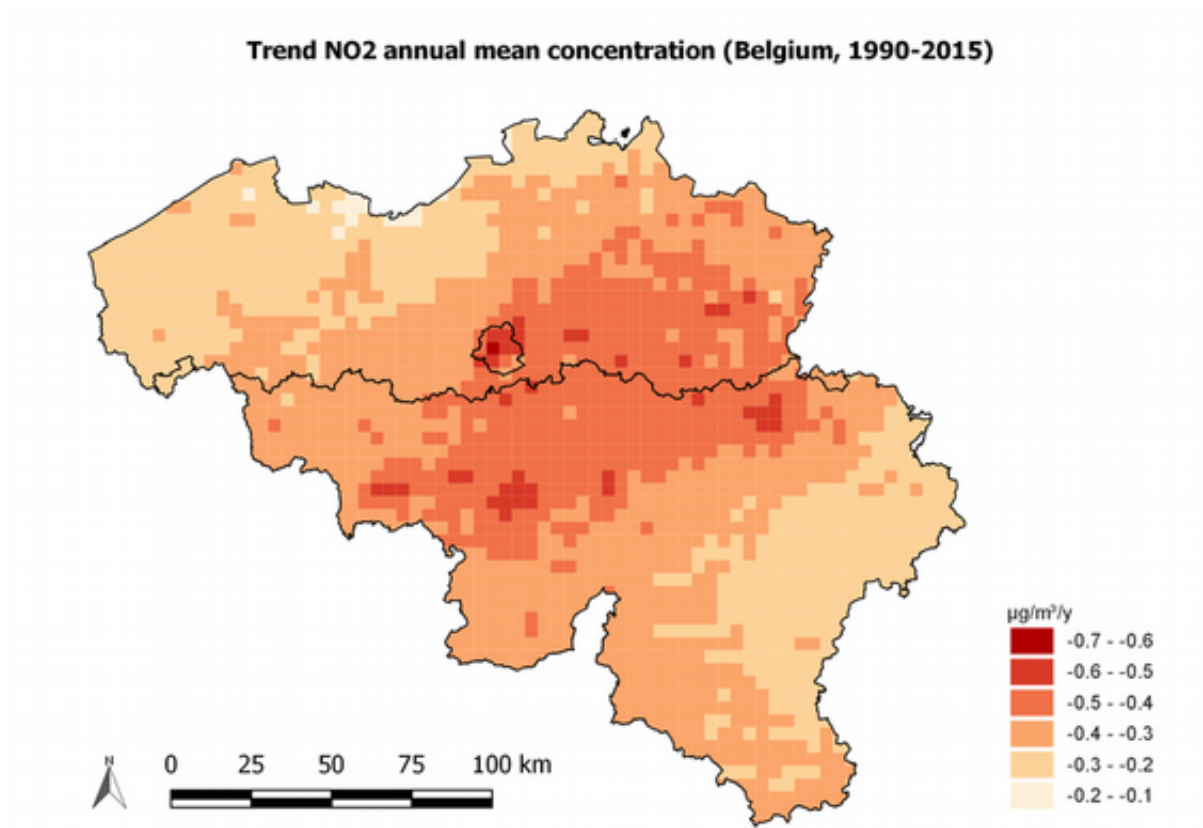 Trend NO2 annual mean concentration (Belgium, 1990-2015)
µg/m³/y
-0.7 - -0.6
-0.6 - -0.5
-0.5 - -0.4
-0.4 - -0.3
-0.3 - -0.2
-0.2 - -0.1
N
0 25 50 75 100 km